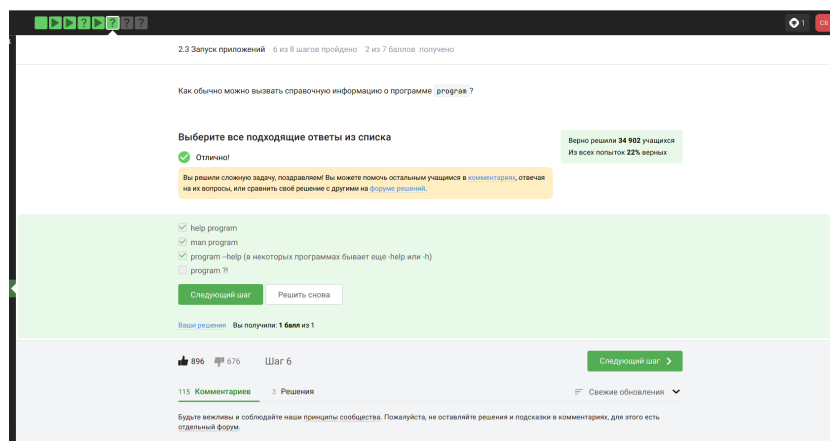 ? ? 1 СБ
2.3 Запуск приложений 6 из 8 шагов пройдено 2 из 7 баллов получено
Как обычно можно вызвать справочную информацию о программе program ?
Выберите все подходящие ответы из списка
Отлично!
Верно решили 34 902 учащихся
Из всех попыток 22% верных
Вы решили сложную задачу, поздравляем! Вы можете помочь остальным учащимся в комментариях, отвечая
на их вопросы, или сравнить своё решение с другими на форуме решений.
help program
man program
program –help (в некоторых программах бывает еще -help или -h)
program ?!
Следующий шаг Решить снова
Ваши решения Вы получили: 1 балл из 1
896 676 Шаг 6 Следующий шаг
115 Комментариев 3 Решения Свежие обновления
Будьте вежливы и соблюдайте наши принципы сообщества. Пожалуйста, не оставляйте решения и подсказки в комментариях, для этого есть
отдельный форум.